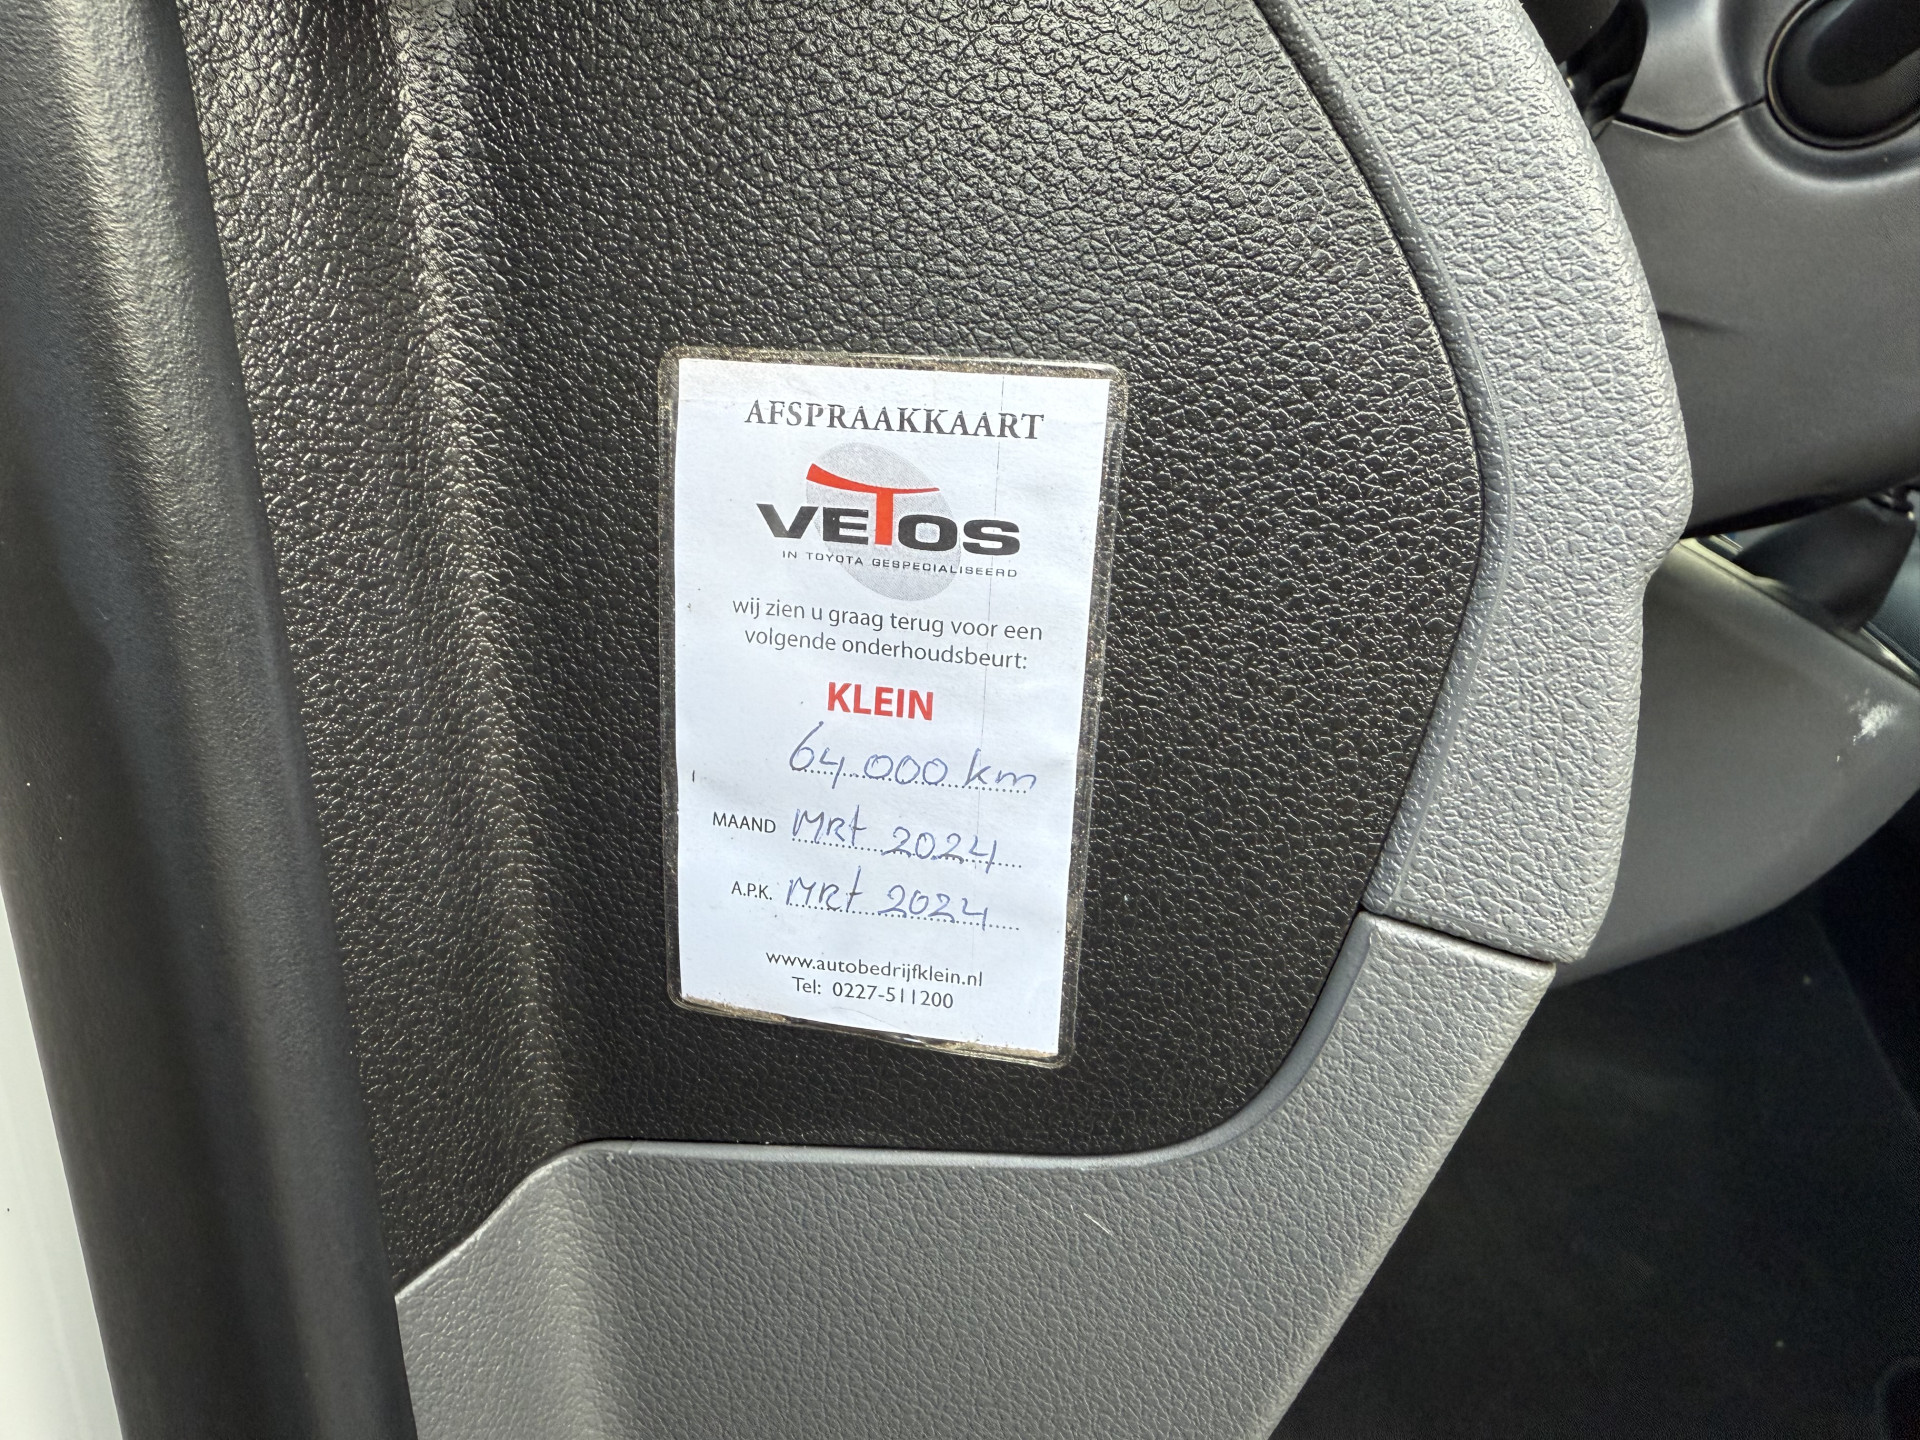 AFSPRAAKKAART
VETOS
IN TOYOTA GESPECIALISEERD
wij zien u graag terug voor een
volgende onderhoudsbeurt:
KLEIN
64.000 km
MAAND MRT 2024
A.P.K. MRT 2024
www.autobedrijfklein.nl
Tel: 0227-511200